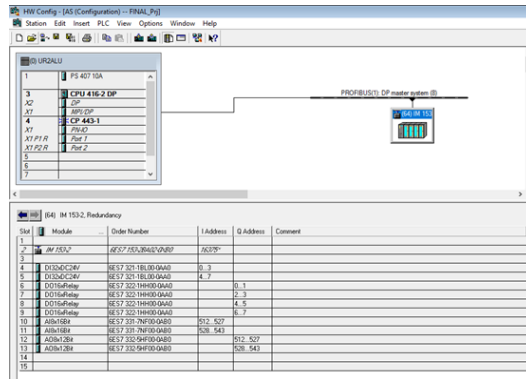 HW Config - [AS (Configuration) -- FINAL_Prj]
Station Edit Insert PLC View Options Window Help
(0) UR2ALU
1 PS 407 10A
3 CPU 416-2 DP
X2 DP
X1 MPI/DP
4 CP 443-1
X1 PN-IO
X1 P1 R Port 1
X1 P2 R Port 2
5
6
7
PROFIBUS(1): DP master system (8)
(64) IM 153
(64) IM 153-2, Redundancy
Slot Module ... Order Number I Address Q Address Comment
1
2 IM 153-2 6ES7 153-2BA02-0XB0 16375*
3
4 DI32xDC24V 6ES7 321-1BL00-0AA0 0...3
5 DI32xDC24V 6ES7 321-1BL00-0AA0 4...7
6 DO16xRelay 6ES7 322-1HH00-0AA0 0...1
7 DO16xRelay 6ES7 322-1HH00-0AA0 2...3
8 DO16xRelay 6ES7 322-1HH00-0AA0 4...5
9 DO16xRelay 6ES7 322-1HH00-0AA0 6...7
10 AI8x16Bit 6ES7 331-7NF00-0AB0 512...527
11 AI8x16Bit 6ES7 331-7NF00-0AB0 528...543
12 AO8x12Bit 6ES7 332-5HF00-0AB0 512...527
13 AO8x12Bit 6ES7 332-5HF00-0AB0 528...543
14
15